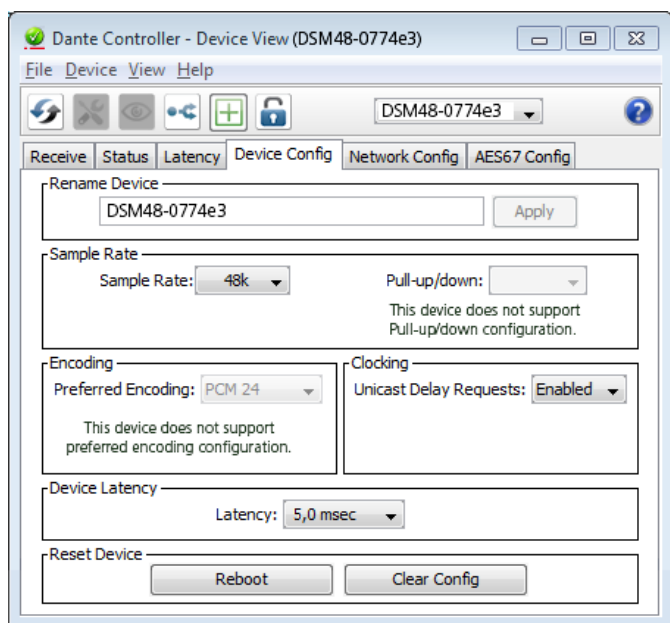 Dante Controller - Device View (DSM48-0774e3)
File Device View Help
DSM48-0774e3
?
Receive Status Latency Device Config Network Config AES67 Config
Rename Device
DSM48-0774e3 Apply
Sample Rate
Sample Rate: 48k Pull-up/down:
This device does not support
Pull-up/down configuration.
Encoding
Preferred Encoding: PCM 24
This device does not support
preferred encoding configuration.
Clocking
Unicast Delay Requests: Enabled
Device Latency
Latency: 5,0 msec
Reset Device
Reboot Clear Config